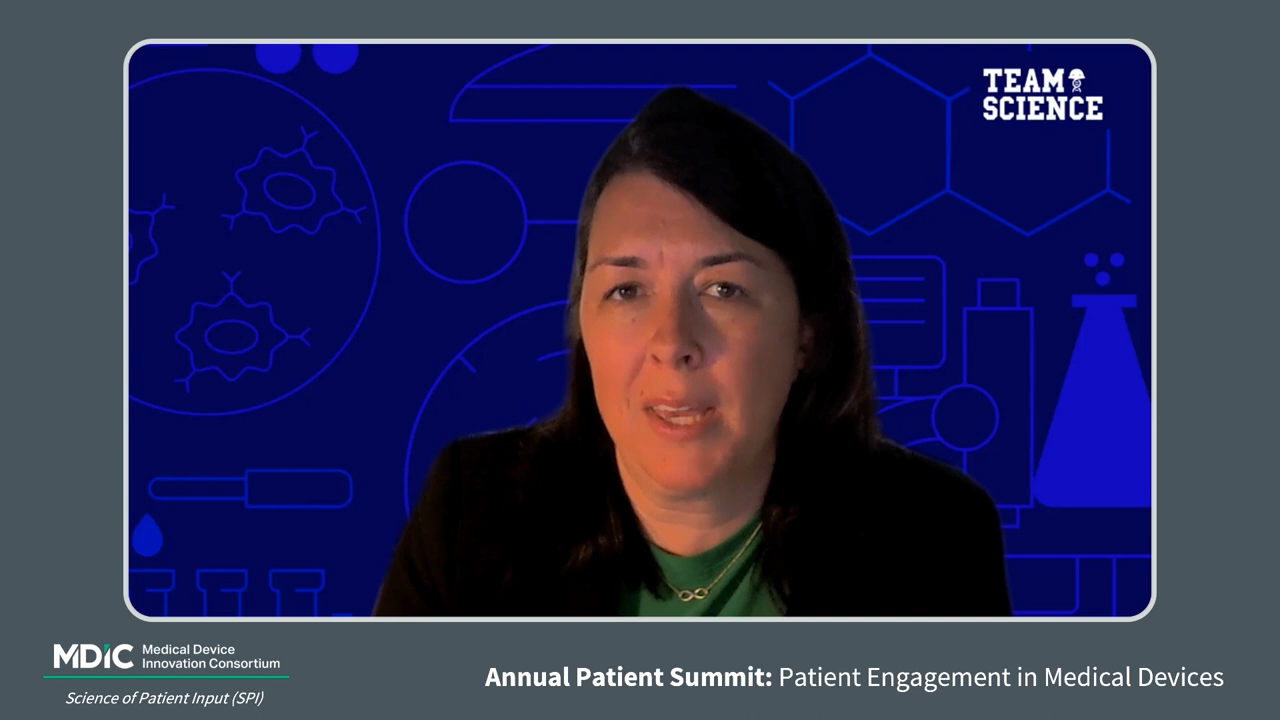 TEAM
SCIENCE
MDIC Medical Device
Innovation Consortium
Science of Patient Input (SPI)
Annual Patient Summit: Patient Engagement in Medical Devices